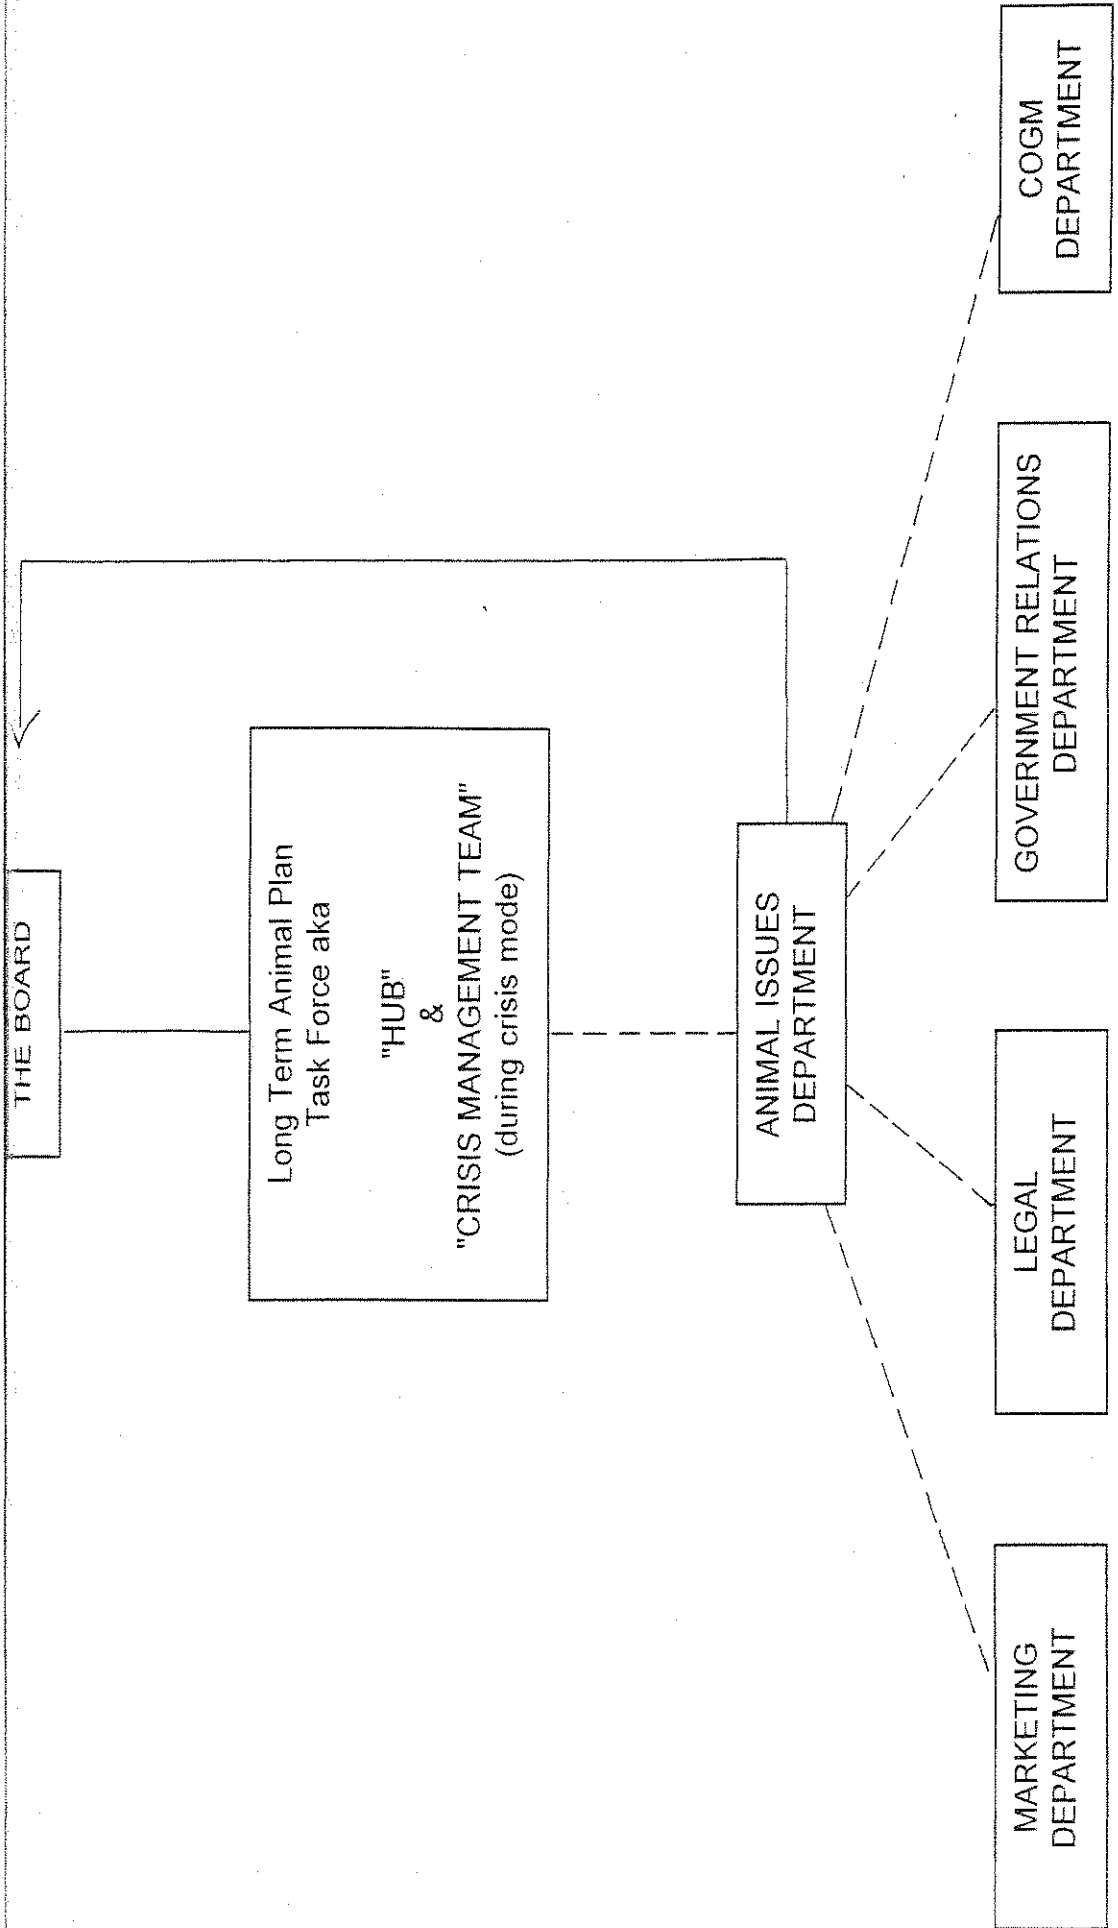 THE BOARD
Long Term Animal Plan
Task Force aka
"HUB"
&
"CRISIS MANAGEMENT TEAM"
(during crisis mode)
ANIMAL ISSUES
DEPARTMENT
MARKETING
DEPARTMENT
LEGAL
DEPARTMENT
GOVERNMENT RELATIONS
DEPARTMENT
COGM
DEPARTMENT